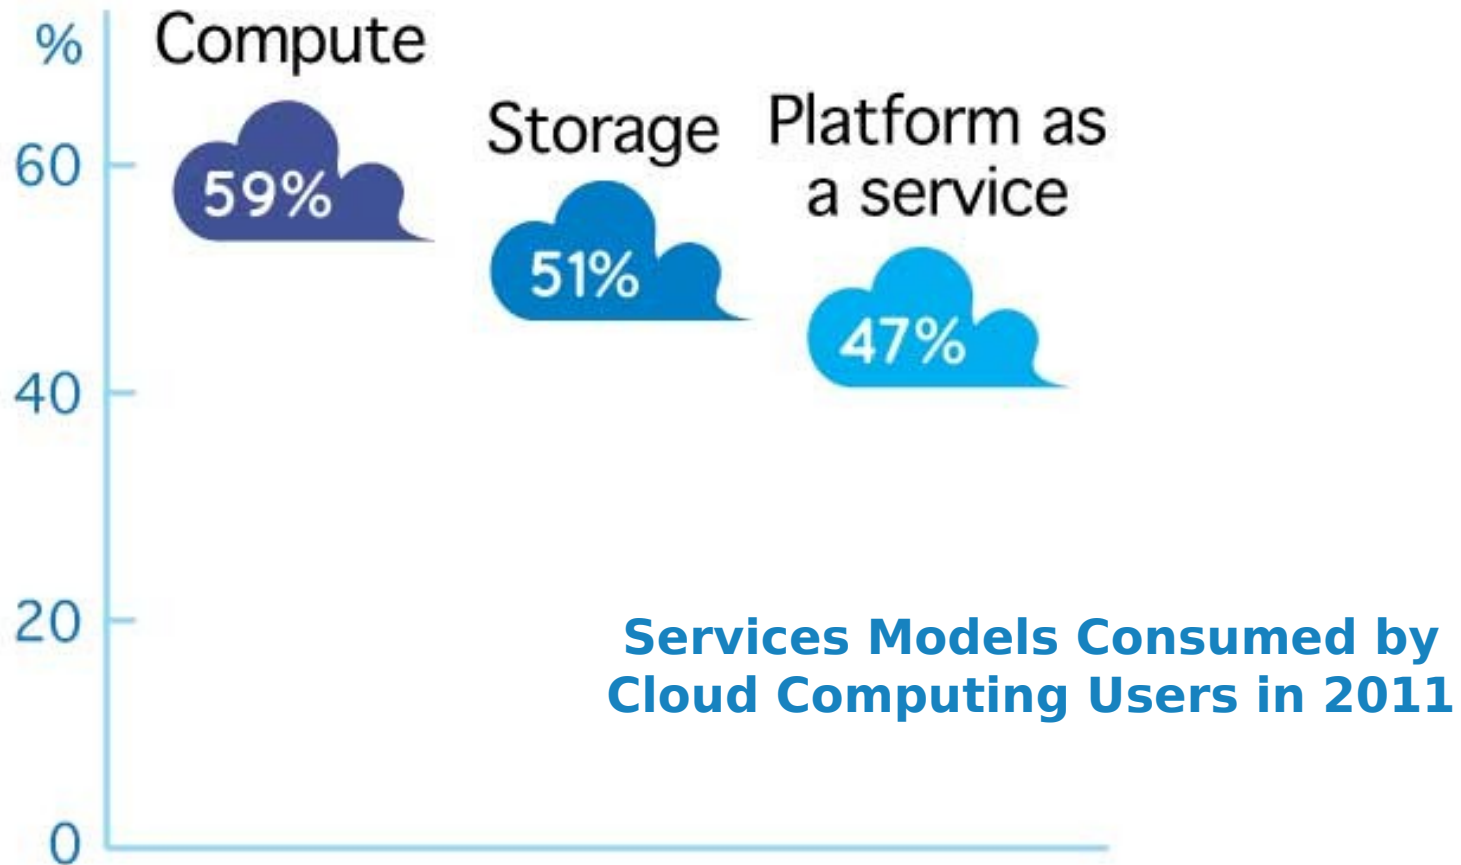 %
60
40
20
0
Compute
59%
Storage
51%
Platform as
a service
47%
Services Models Consumed by
Cloud Computing Users in 2011